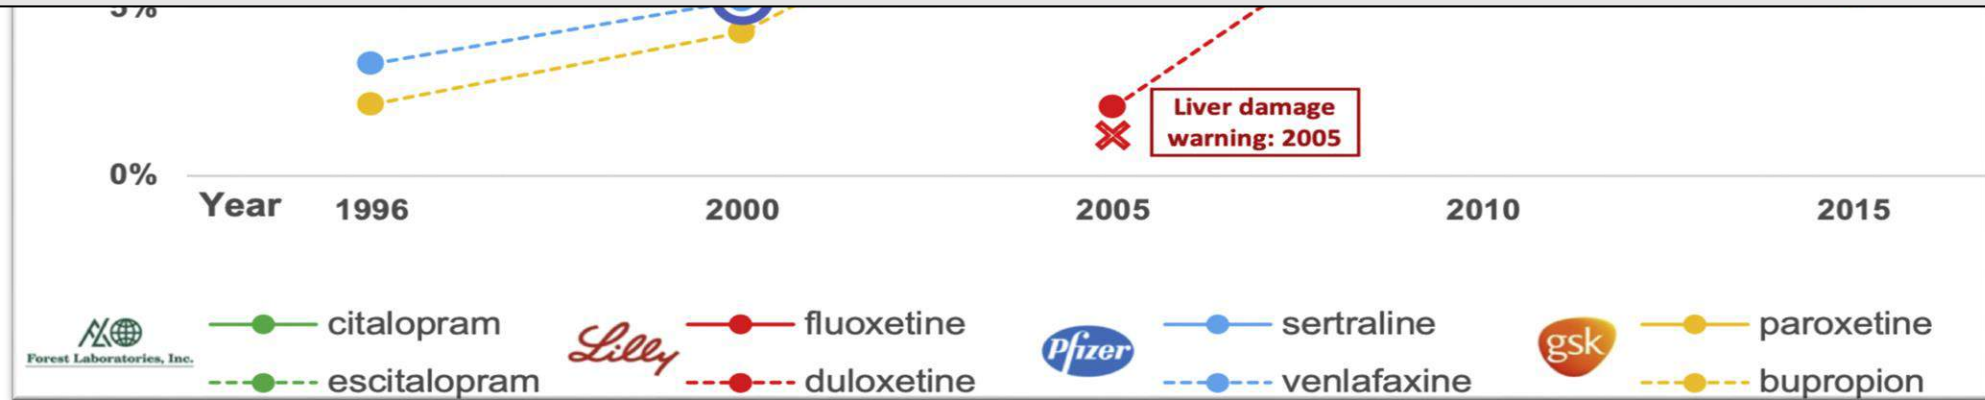 5%
Liver damage
warning: 2005
0%
Year 1996 2000 2005 2010 2015
Forest Laboratories, Inc.
citalopram
escitalopram
Lilly
fluoxetine
duloxetine
Pfizer
sertraline
venlafaxine
gsk
paroxetine
bupropion